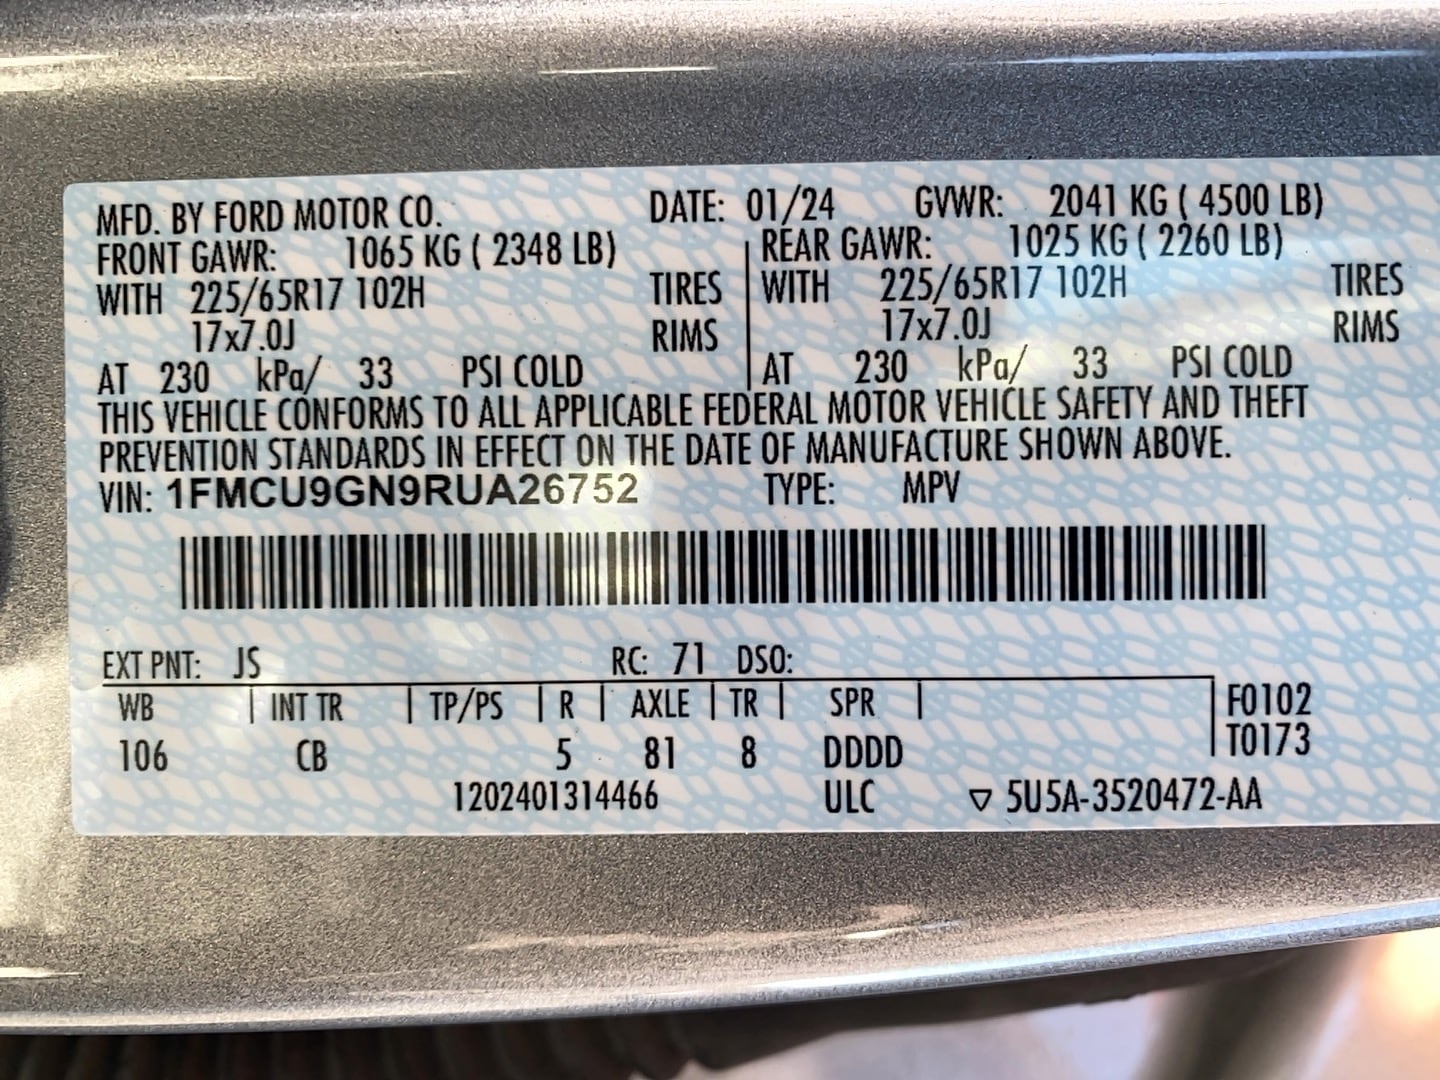 MFD. BY FORD MOTOR CO. DATE: 01/24 GVWR: 2041 KG ( 4500 LB)
FRONT GAWR: 1065 KG ( 2348 LB) REAR GAWR: 1025 KG ( 2260 LB)
WITH 225/65R17 102H TIRES WITH 225/65R17 102H TIRES
17x7.0J RIMS 17x7.0J RIMS
AT 230 kPa/ 33 PSI COLD AT 230 kPa/ 33 PSI COLD
THIS VEHICLE CONFORMS TO ALL APPLICABLE FEDERAL MOTOR VEHICLE SAFETY AND THEFT
PREVENTION STANDARDS IN EFFECT ON THE DATE OF MANUFACTURE SHOWN ABOVE.
VIN: 1FMCU9GN9RUA26752 TYPE: MPV
EXT PNT: JS RC: 71 DSO:
WB INT TR TP/PS R AXLE TR SPR F0102
106 CB 5 81 8 DDDD T0173
1202401314466 ULC ▽ 5U5A-3520472-AA